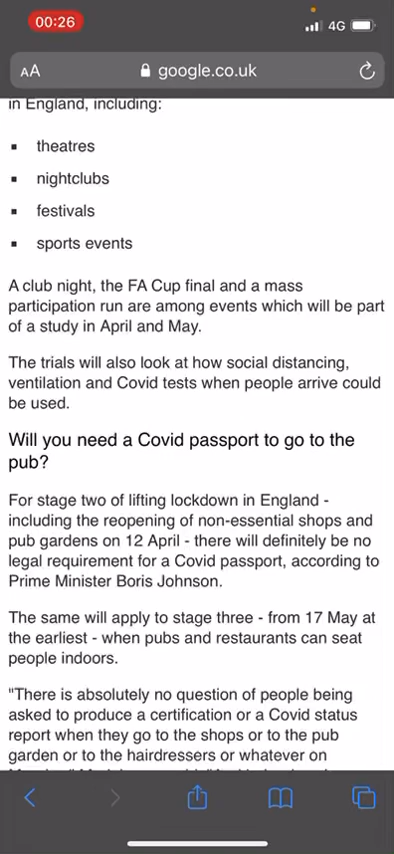 00:26
4G
AA
google.co.uk
in England, including:
▪ theatres
▪ nightclubs
▪ festivals
▪ sports events
A club night, the FA Cup final and a mass
participation run are among events which will be part
of a study in April and May.
The trials will also look at how social distancing,
ventilation and Covid tests when people arrive could
be used.
Will you need a Covid passport to go to the
pub?
For stage two of lifting lockdown in England -
including the reopening of non-essential shops and
pub gardens on 12 April - there will definitely be no
legal requirement for a Covid passport, according to
Prime Minister Boris Johnson.
The same will apply to stage three - from 17 May at
the earliest - when pubs and restaurants can seat
people indoors.
"There is absolutely no question of people being
asked to produce a certification or a Covid status
report when they go to the shops or to the pub
garden or to the hairdressers or whatever on